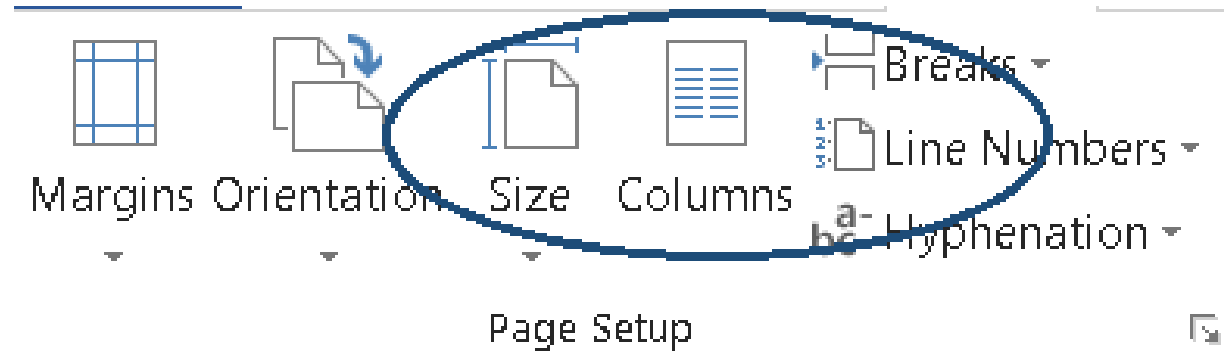 Breaks
Line Numbers
Margins Orientation Size Columns
Hyphenation
Page Setup